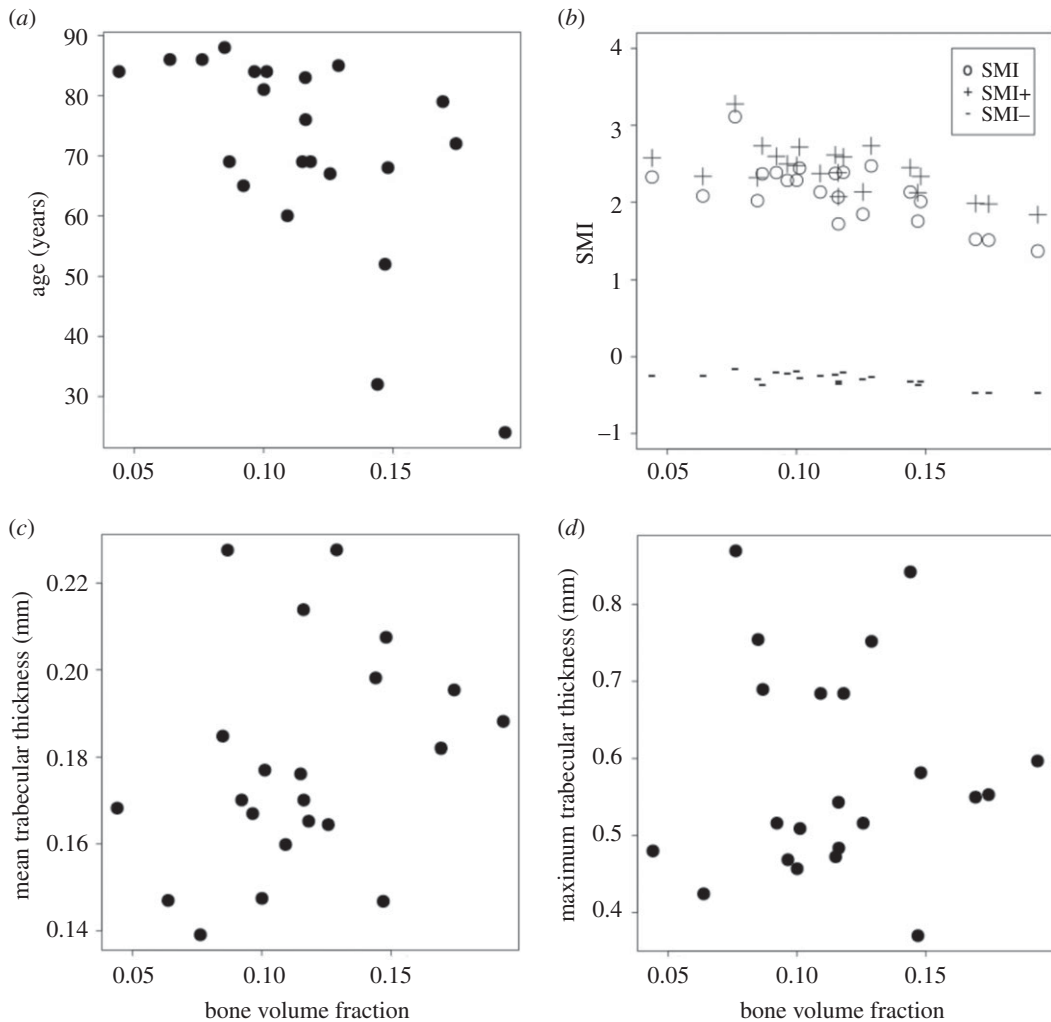 (a)
90
80
70
60
50
40
30
age (years)
0.05 0.10 0.15
(b)
4
3
2
1
0
–1
SMI
SMI
SMI+
SMI–
0.05 0.10 0.15
(c)
0.22
0.20
0.18
0.16
0.14
mean trabecular thickness (mm)
0.05 0.10 0.15
bone volume fraction
(d)
0.8
0.7
0.6
0.5
0.4
maximum trabecular thickness (mm)
0.05 0.10 0.15
bone volume fraction